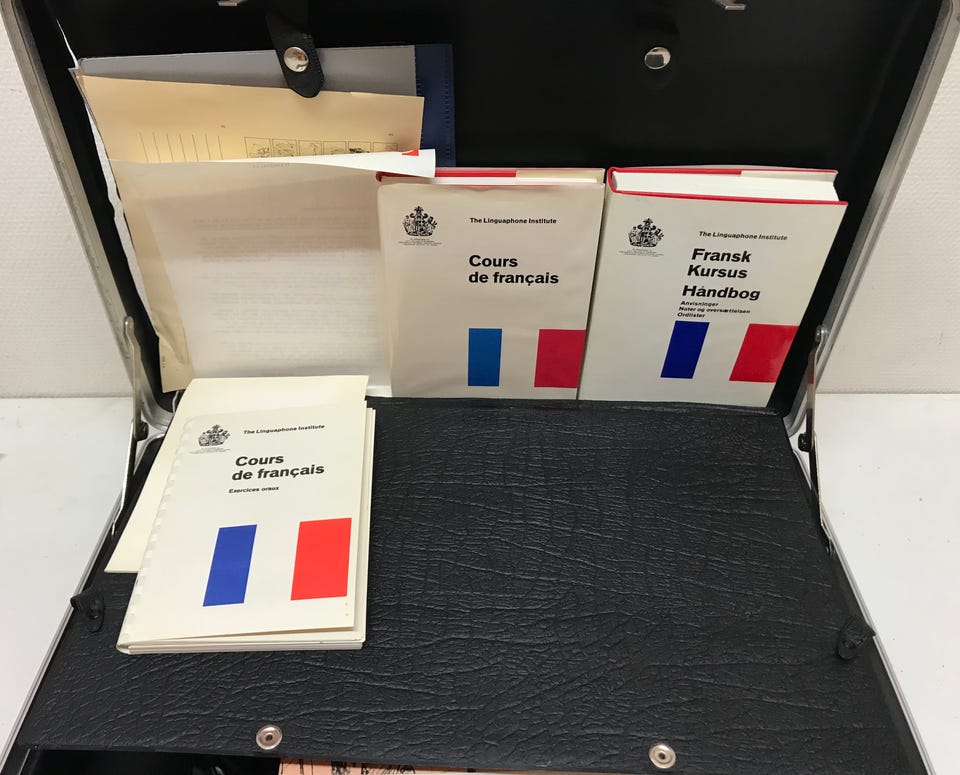 The Linguaphone Institute
Cours
de français
The Linguaphone Institute
Fransk
Kursus
Håndbog
Anvisninger
Noter og oversættelsen
Ordlister
The Linguaphone Institute
Cours
de français
Exercices oraux